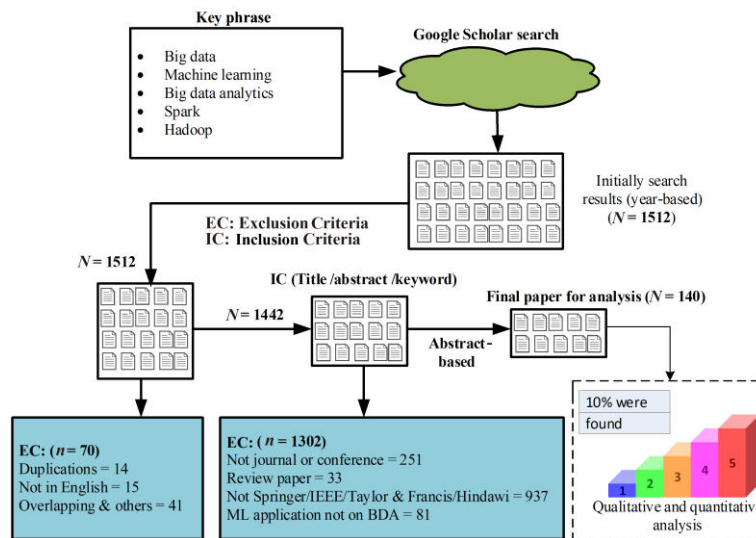 Key phrase
Google Scholar search
• Big data
• Machine learning
• Big data analytics
• Spark
• Hadoop
Initially search
results (year-based)
(N = 1512)
EC: Exclusion Criteria
IC: Inclusion Criteria
N = 1512
IC (Title /abstract /keyword)
N = 1442
Final paper for analysis (N = 140)
Abstract-
based
EC: (n = 70)
Duplications = 14
Not in English = 15
Overlapping & others = 41
EC: (n = 1302)
Not journal or conference = 251
Review paper = 33
Not Springer/IEEE/Taylor & Francis/Hindawi = 937
ML application not on BDA = 81
10% were
found
1
2
3
4
5
Qualitative and quantitative
analysis